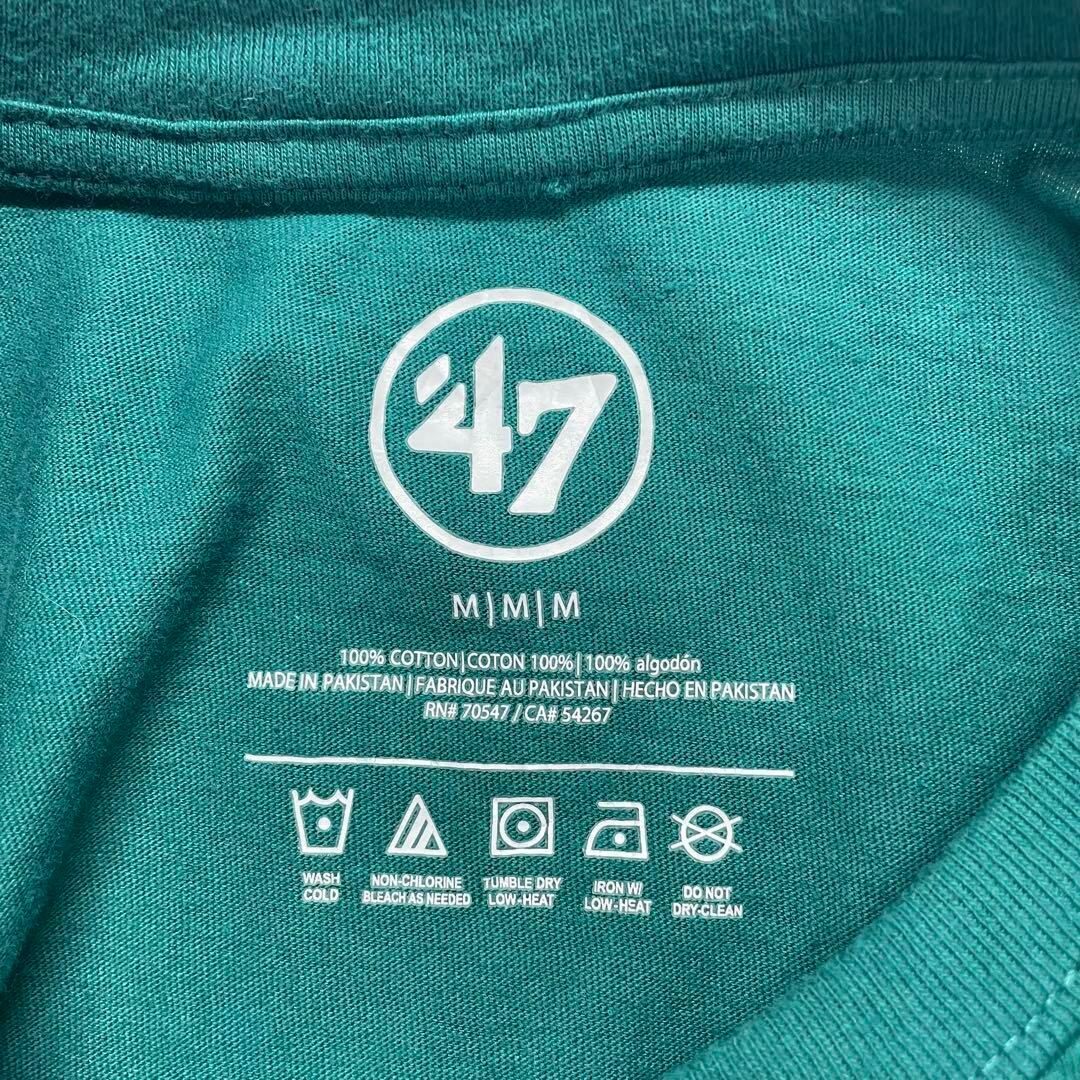 '47
M|M|M
100% COTTON|COTON 100%|100% algodón
MADE IN PAKISTAN|FABRIQUE AU PAKISTAN|HECHO EN PAKISTAN
RN# 70547 / CA# 54267
WASH COLD
NON-CHLORINE BLEACH AS NEEDED
TUMBLE DRY LOW-HEAT
IRON W/ LOW-HEAT
DO NOT DRY-CLEAN